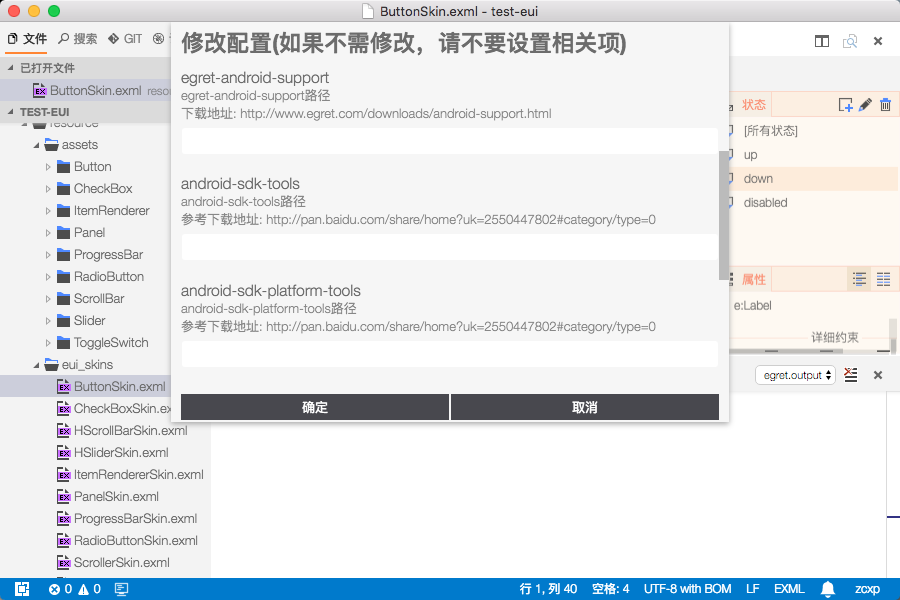 ButtonSkin.exml - test-eui
文件
搜索
GIT
已打开文件
ButtonSkin.exml resou
TEST-EUI
resource
assets
Button
CheckBox
ItemRenderer
Panel
ProgressBar
RadioButton
ScrollBar
Slider
ToggleSwitch
eui_skins
ButtonSkin.exml
CheckBoxSkin.ex
HScrollBarSkin.exml
HSliderSkin.exml
ItemRendererSkin.exml
PanelSkin.exml
ProgressBarSkin.exml
RadioButtonSkin.exml
ScrollerSkin.exml
修改配置(如果不需修改，请不要设置相关项)
egret-android-support
egret-android-support路径
下载地址: http://www.egret.com/downloads/android-support.html
android-sdk-tools
android-sdk-tools路径
参考下载地址: http://pan.baidu.com/share/home?uk=2550447802#category/type=0
android-sdk-platform-tools
android-sdk-platform-tools路径
参考下载地址: http://pan.baidu.com/share/home?uk=2550447802#category/type=0
确定
取消
状态
[所有状态]
up
down
disabled
属性
e:Label
详细约束
egret.output
0
0
行 1, 列 40
空格: 4
UTF-8 with BOM
LF
EXML
zcxp